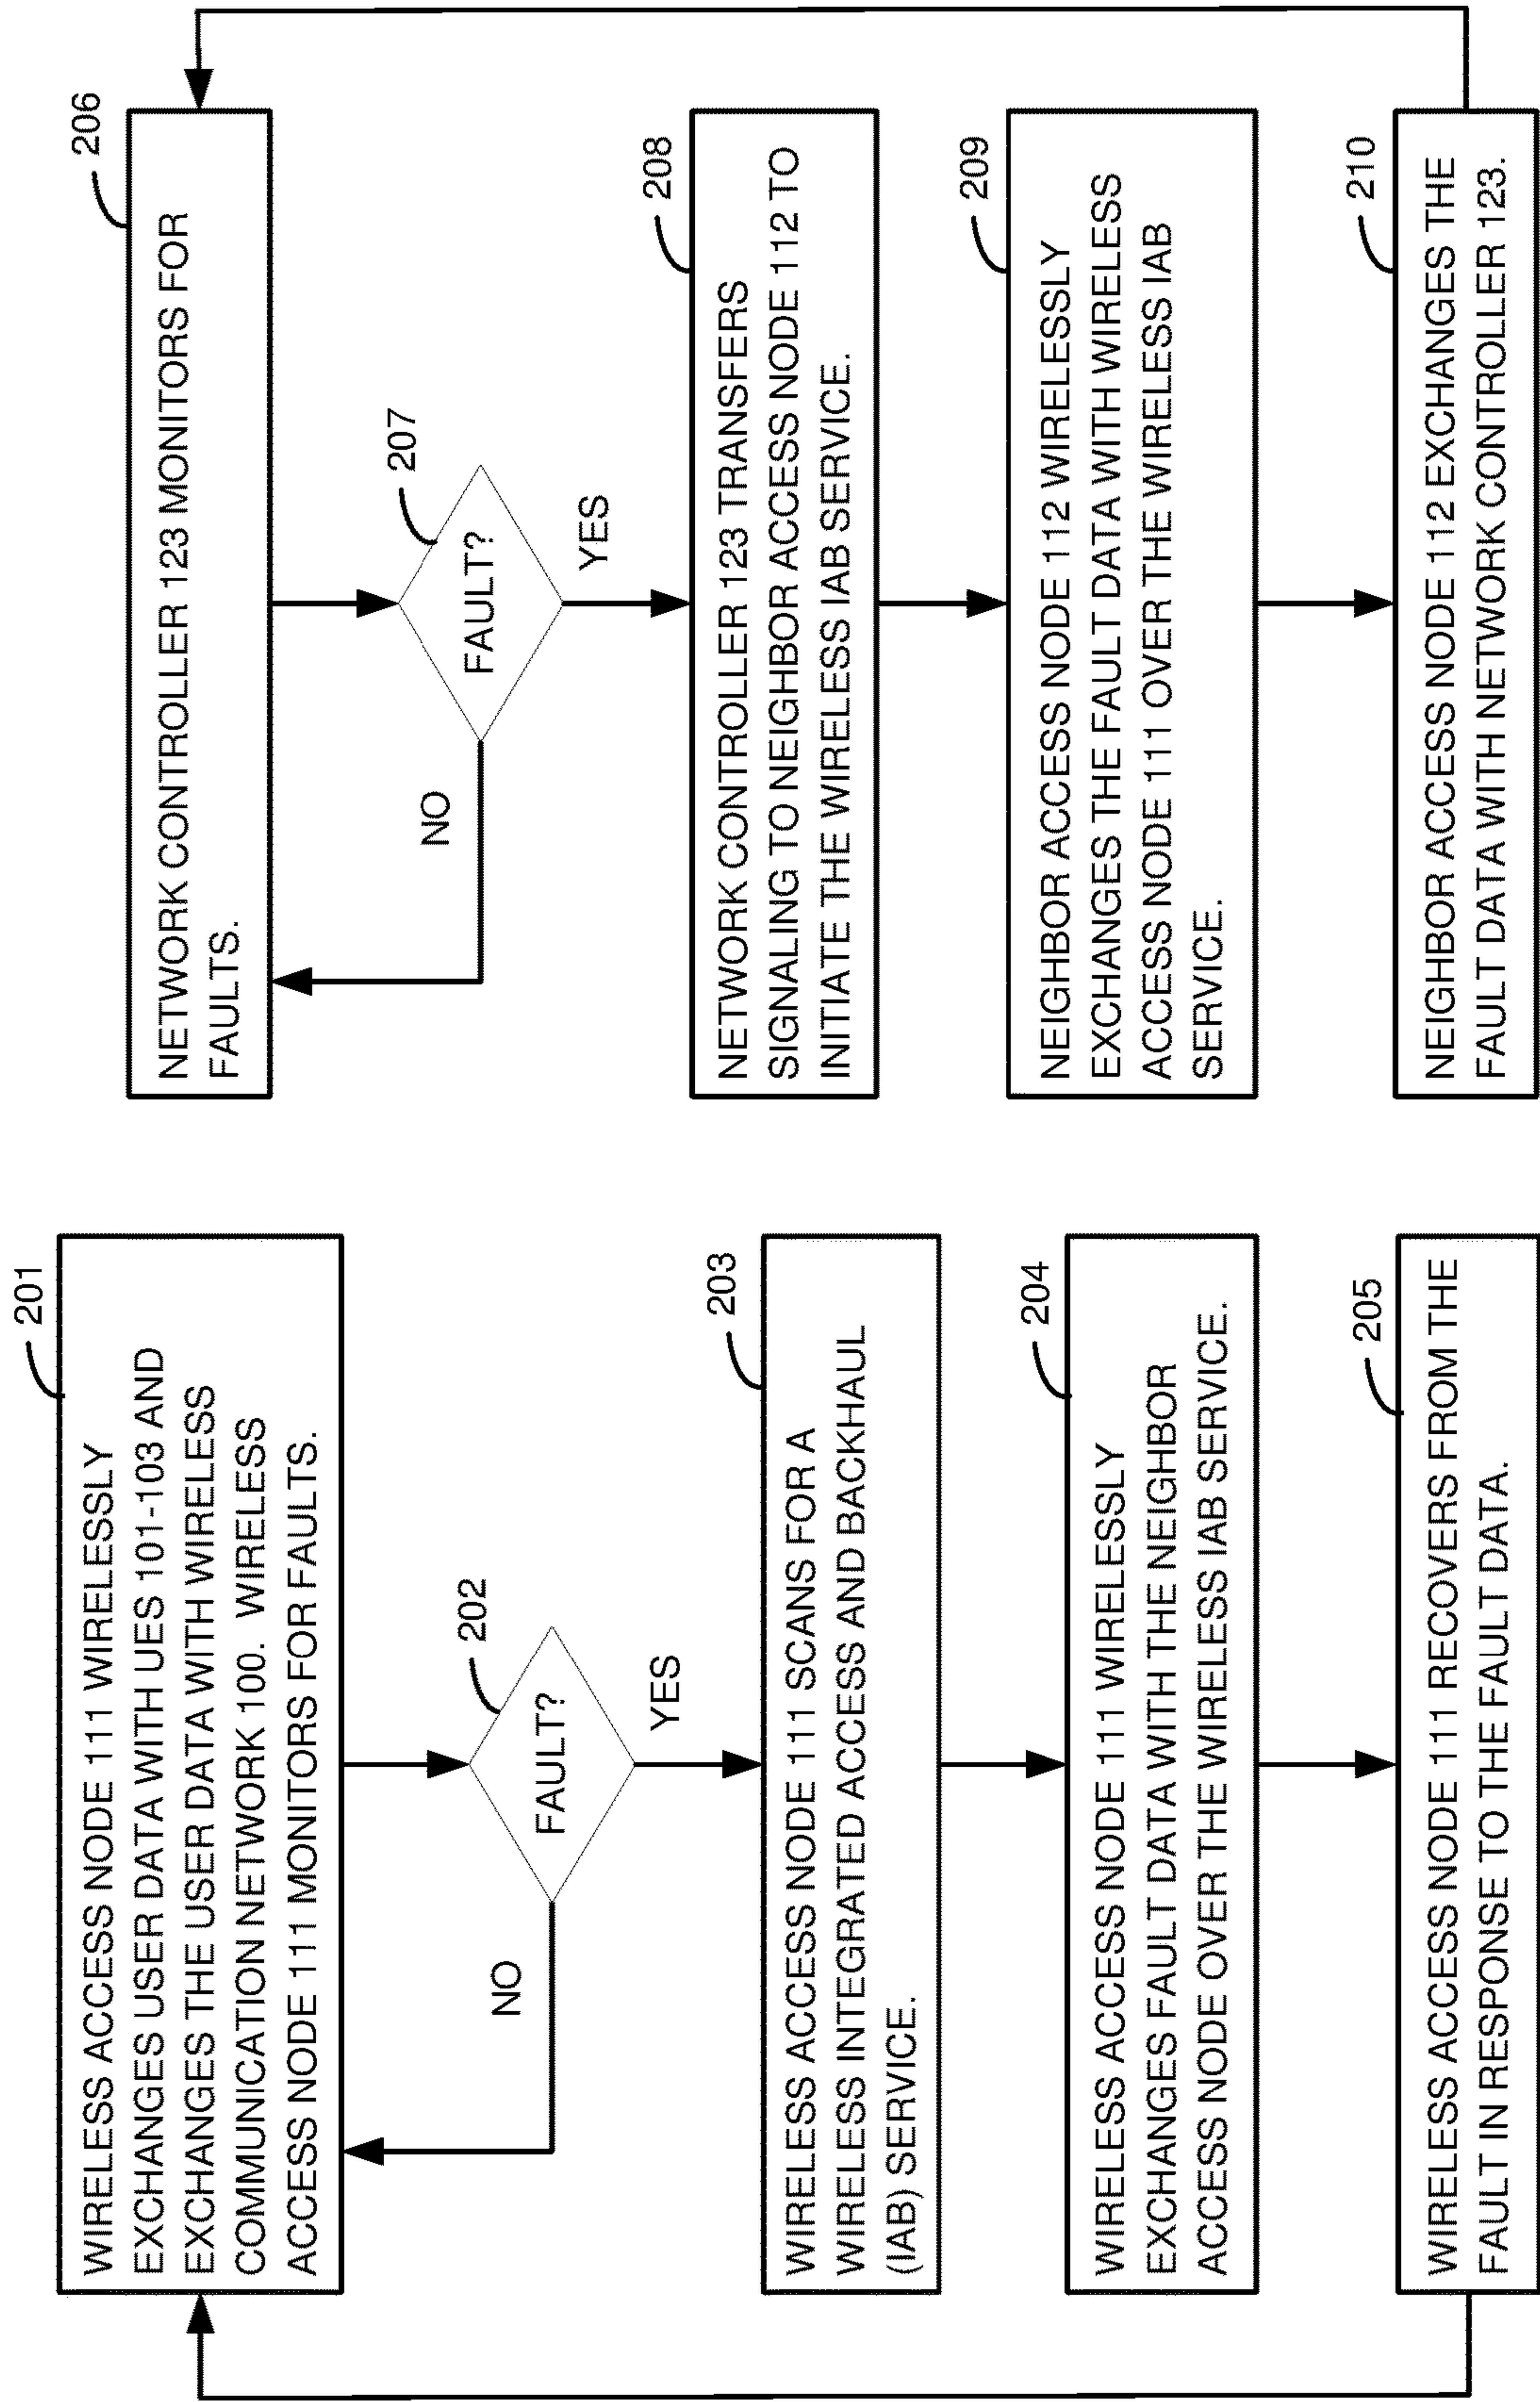 201
WIRELESS ACCESS NODE 111 WIRELESSLY
EXCHANGES USER DATA WITH UES 101-103 AND
EXCHANGES THE USER DATA WITH WIRELESS
COMMUNICATION NETWORK 100. WIRELESS
ACCESS NODE 111 MONITORS FOR FAULTS.
202
FAULT?
NO
YES
203
WIRELESS ACCESS NODE 111 SCANS FOR A
WIRELESS INTEGRATED ACCESS AND BACKHAUL
(IAB) SERVICE.
204
WIRELESS ACCESS NODE 111 WIRELESSLY
EXCHANGES FAULT DATA WITH THE NEIGHBOR
ACCESS NODE OVER THE WIRELESS IAB SERVICE.
205
WIRELESS ACCESS NODE 111 RECOVERS FROM THE
FAULT IN RESPONSE TO THE FAULT DATA.
206
NETWORK CONTROLLER 123 MONITORS FOR
FAULTS.
207
FAULT?
NO
YES
208
NETWORK CONTROLLER 123 TRANSFERS
SIGNALING TO NEIGHBOR ACCESS NODE 112 TO
INITIATE THE WIRELESS IAB SERVICE.
209
NEIGHBOR ACCESS NODE 112 WIRELESSLY
EXCHANGES THE FAULT DATA WITH WIRELESS
ACCESS NODE 111 OVER THE WIRELESS IAB
SERVICE.
210
NEIGHBOR ACCESS NODE 112 EXCHANGES THE
FAULT DATA WITH NETWORK CONTROLLER 123.